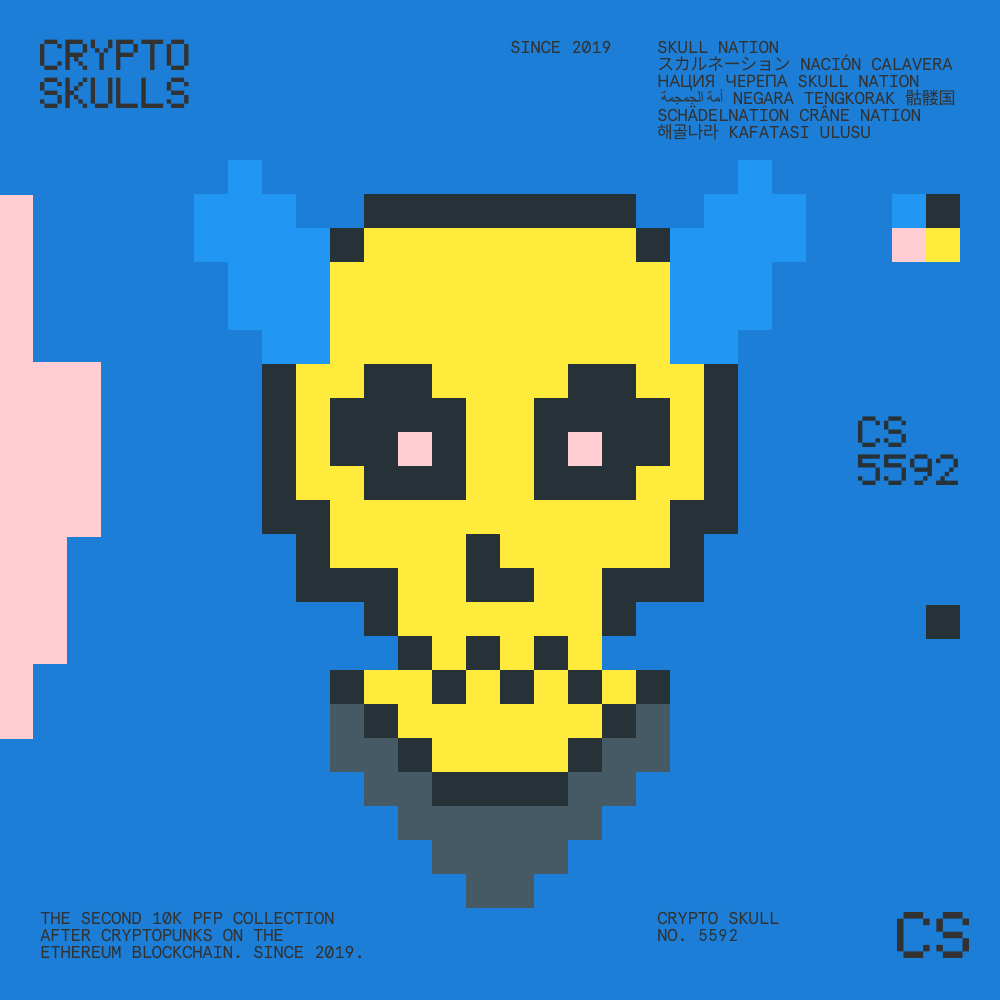 CRYPTO
SKULLS
SINCE 2019
SKULL NATION
スカルネーション NACIÓN CALAVERA
НАЦИЯ ЧЕРЕПА SKULL NATION
أمة الجمجمة NEGARA TENGKORAK 骷髅国
SCHÄDELNATION CRÂNE NATION
해골나라 KAFATASI ULUSU
CS
5592
THE SECOND 10K PFP COLLECTION
AFTER CRYPTOPUNKS ON THE
ETHEREUM BLOCKCHAIN. SINCE 2019.
CRYPTO SKULL
NO. 5592
CS